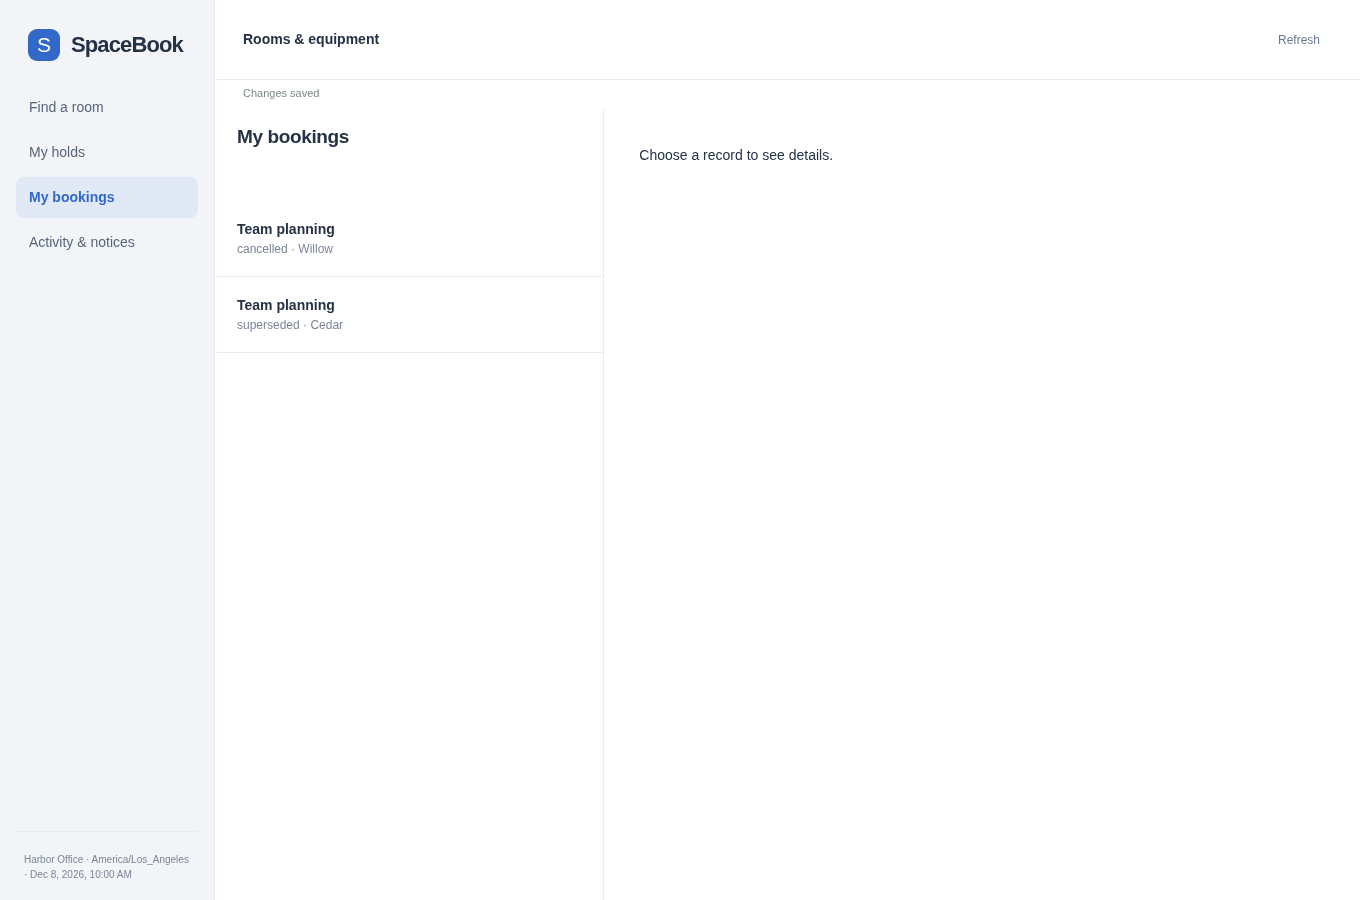 S SpaceBook
Find a room
My holds
My bookings
Activity & notices
Harbor Office · America/Los_Angeles
· Dec 8, 2026, 10:00 AM
Rooms & equipment
Refresh
Changes saved
My bookings
Team planning
cancelled · Willow
Team planning
superseded · Cedar
Choose a record to see details.